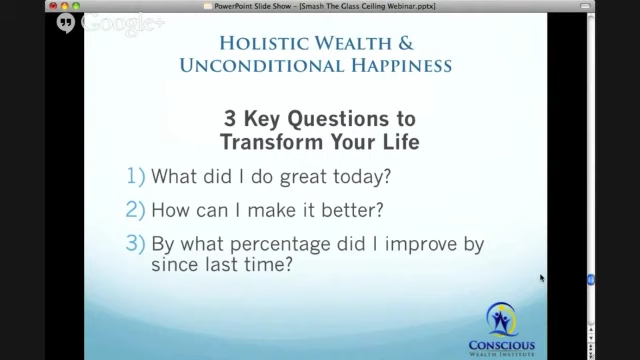 PowerPoint Slide Show - [Smash The Glass Ceiling Webinar.pptx]
Google+
HOLISTIC WEALTH &
UNCONDITIONAL HAPPINESS
3 Key Questions to
Transform Your Life
1) What did I do great today?
2) How can I make it better?
3) By what percentage did I improve by
since last time?
CONSCIOUS
WEALTH INSTITUTE